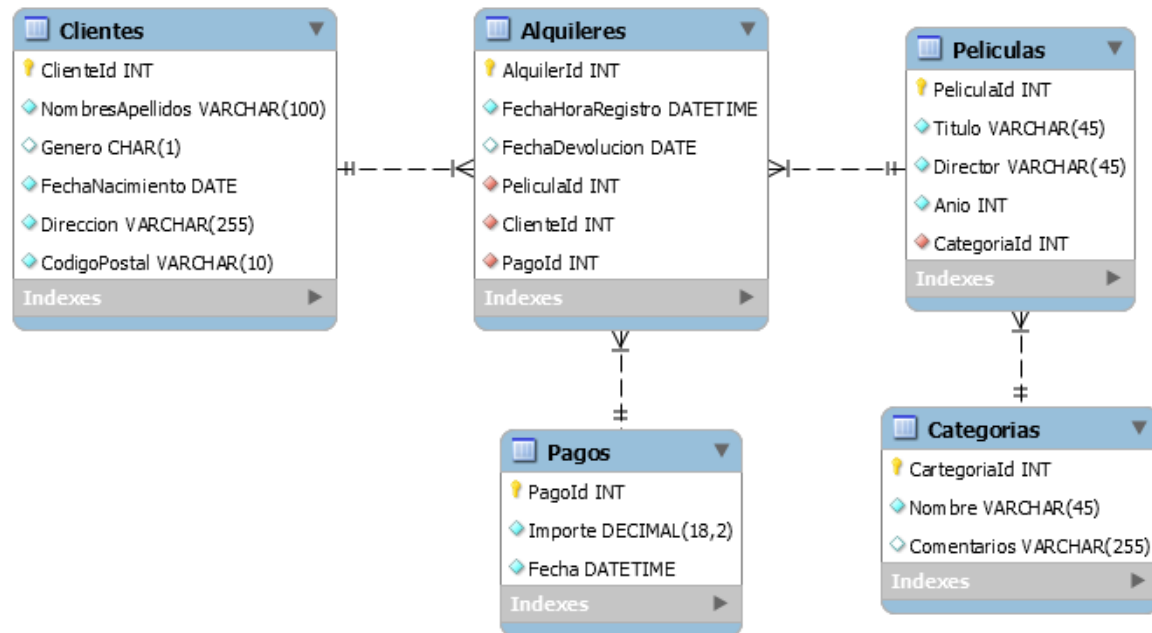 Clientes
ClienteId INT
NombresApellidos VARCHAR(100)
Genero CHAR(1)
FechaNacimiento DATE
Direccion VARCHAR(255)
CodigoPostal VARCHAR(10)
Indexes
Alquileres
AlquilerId INT
FechaHoraRegistro DATETIME
FechaDevolucion DATE
PeliculaId INT
ClienteId INT
PagoId INT
Indexes
Peliculas
PeliculaId INT
Titulo VARCHAR(45)
Director VARCHAR(45)
Anio INT
CategoriaId INT
Indexes
Pagos
PagoId INT
Importe DECIMAL(18,2)
Fecha DATETIME
Indexes
Categorias
CartegoriaId INT
Nombre VARCHAR(45)
Comentarios VARCHAR(255)
Indexes